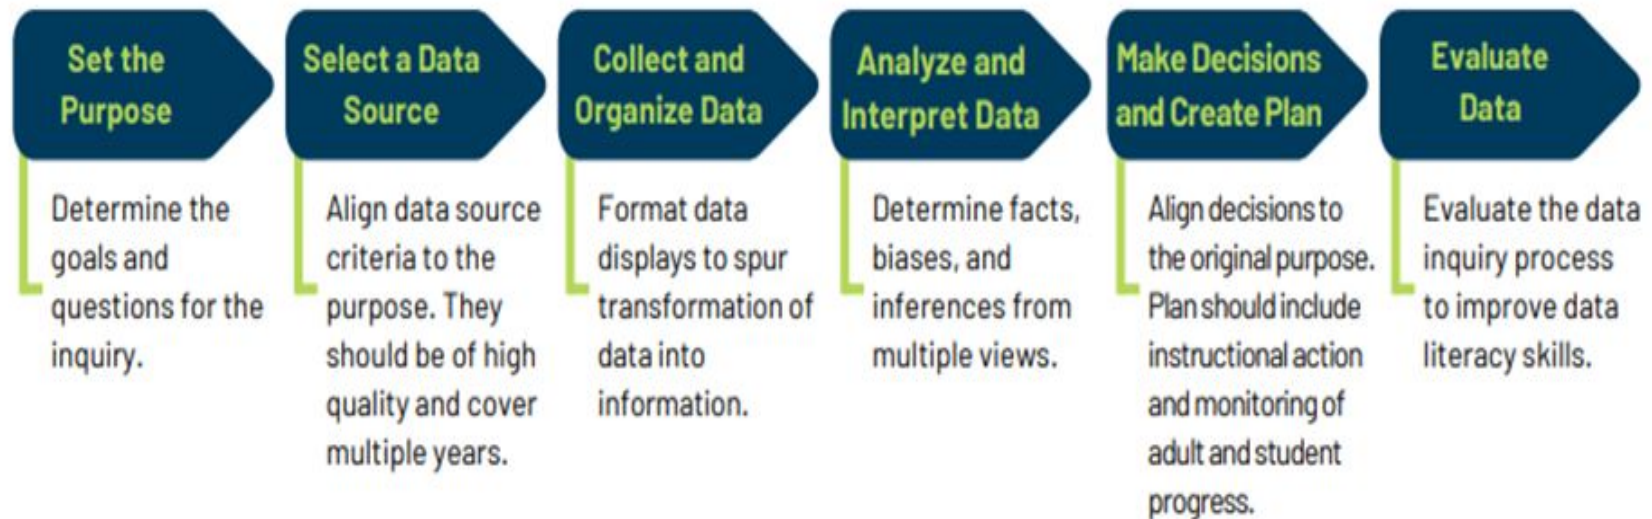 Set the
Purpose
Determine the
goals and
questions for the
inquiry.
Select a Data
Source
Align data source
criteria to the
purpose. They
should be of high
quality and cover
multiple years.
Collect and
Organize Data
Format data
displays to spur
transformation of
data into
information.
Analyze and
Interpret Data
Determine facts,
biases, and
inferences from
multiple views.
Make Decisions
and Create Plan
Align decisions to
the original purpose.
Plan should include
instructional action
and monitoring of
adult and student
progress.
Evaluate
Data
Evaluate the data
inquiry process
to improve data
literacy skills.